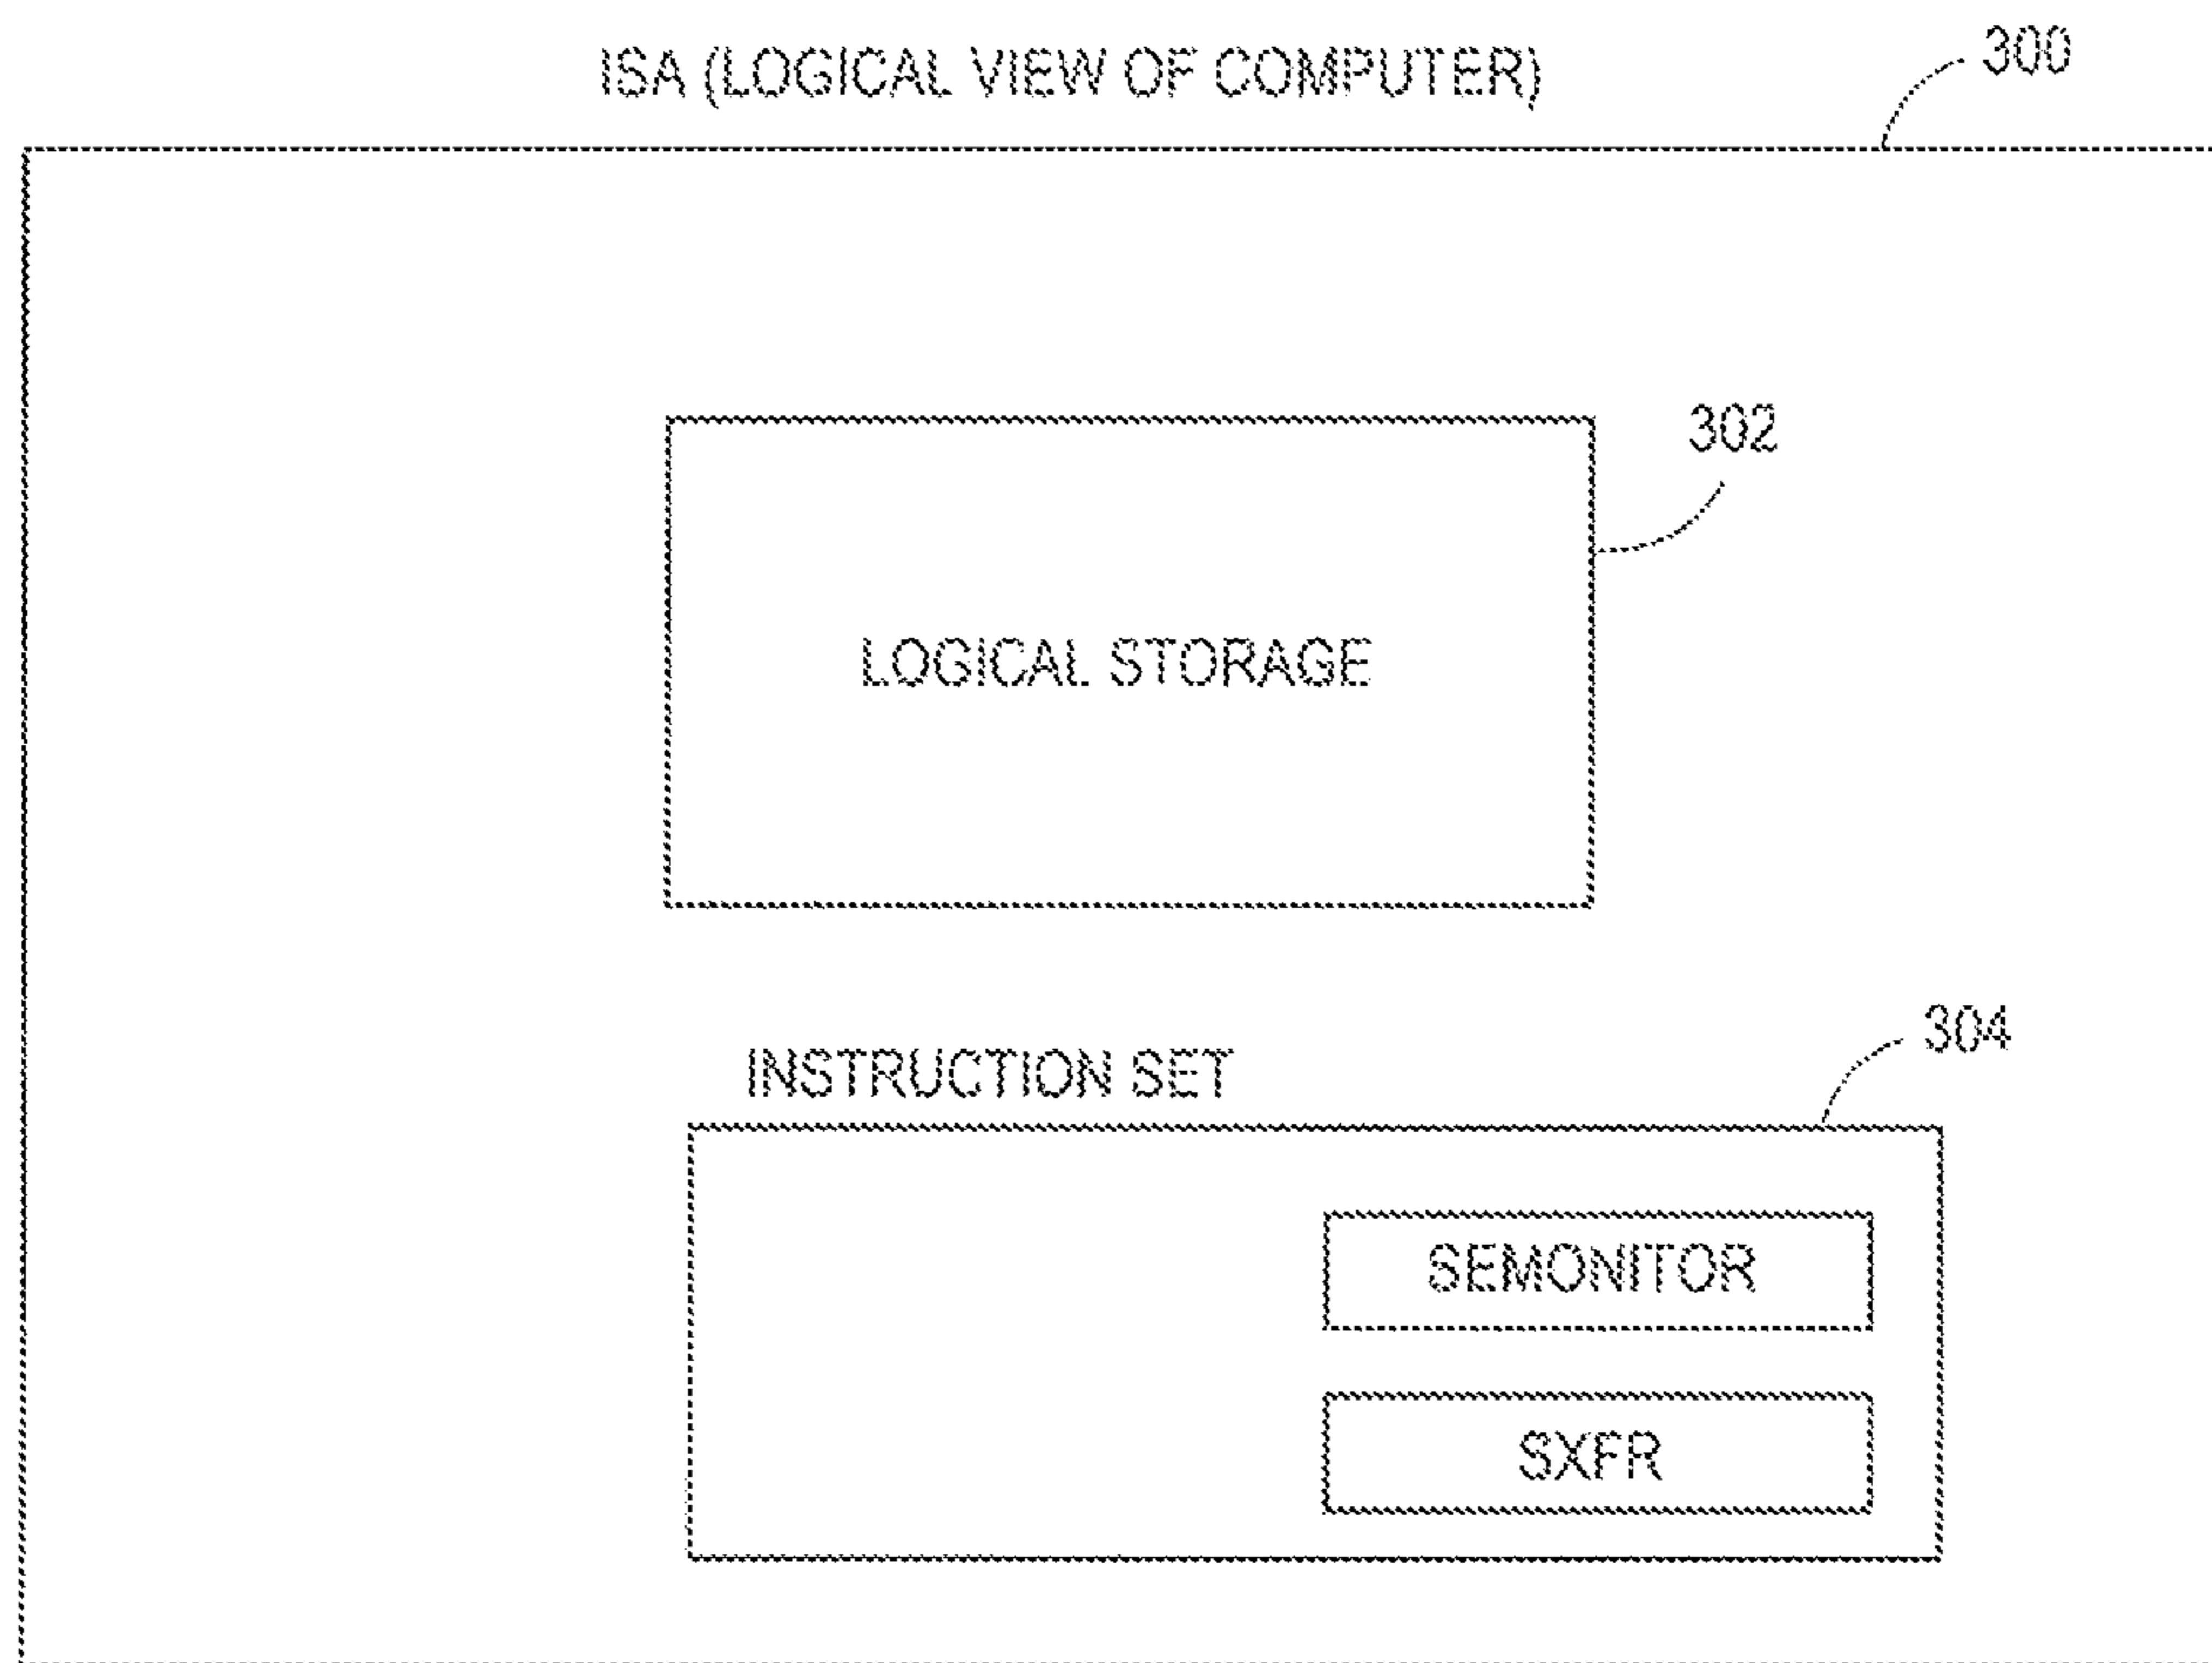 ISA (LOGICAL VIEW OF COMPUTER)
300
302
LOGICAL STORAGE
304
INSTRUCTION SET
SEMONITOR
SXFR